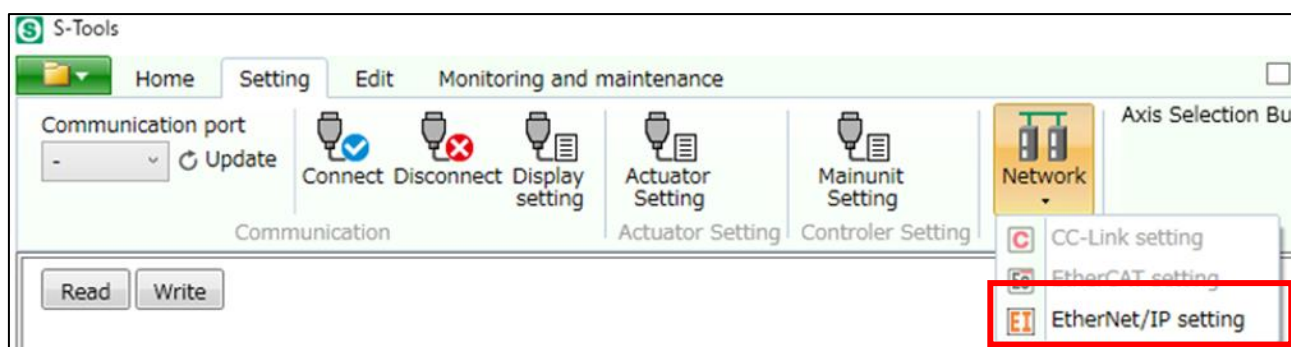 S-Tools
Home Setting Edit Monitoring and maintenance
Communication port
-
Update
Connect
Disconnect
Display
setting
Actuator
Setting
Mainunit
Setting
Network
Axis Selection Bu
Communication
Actuator Setting
Controler Setting
C CC-Link setting
EtherCAT setting
EI EtherNet/IP setting
Read
Write